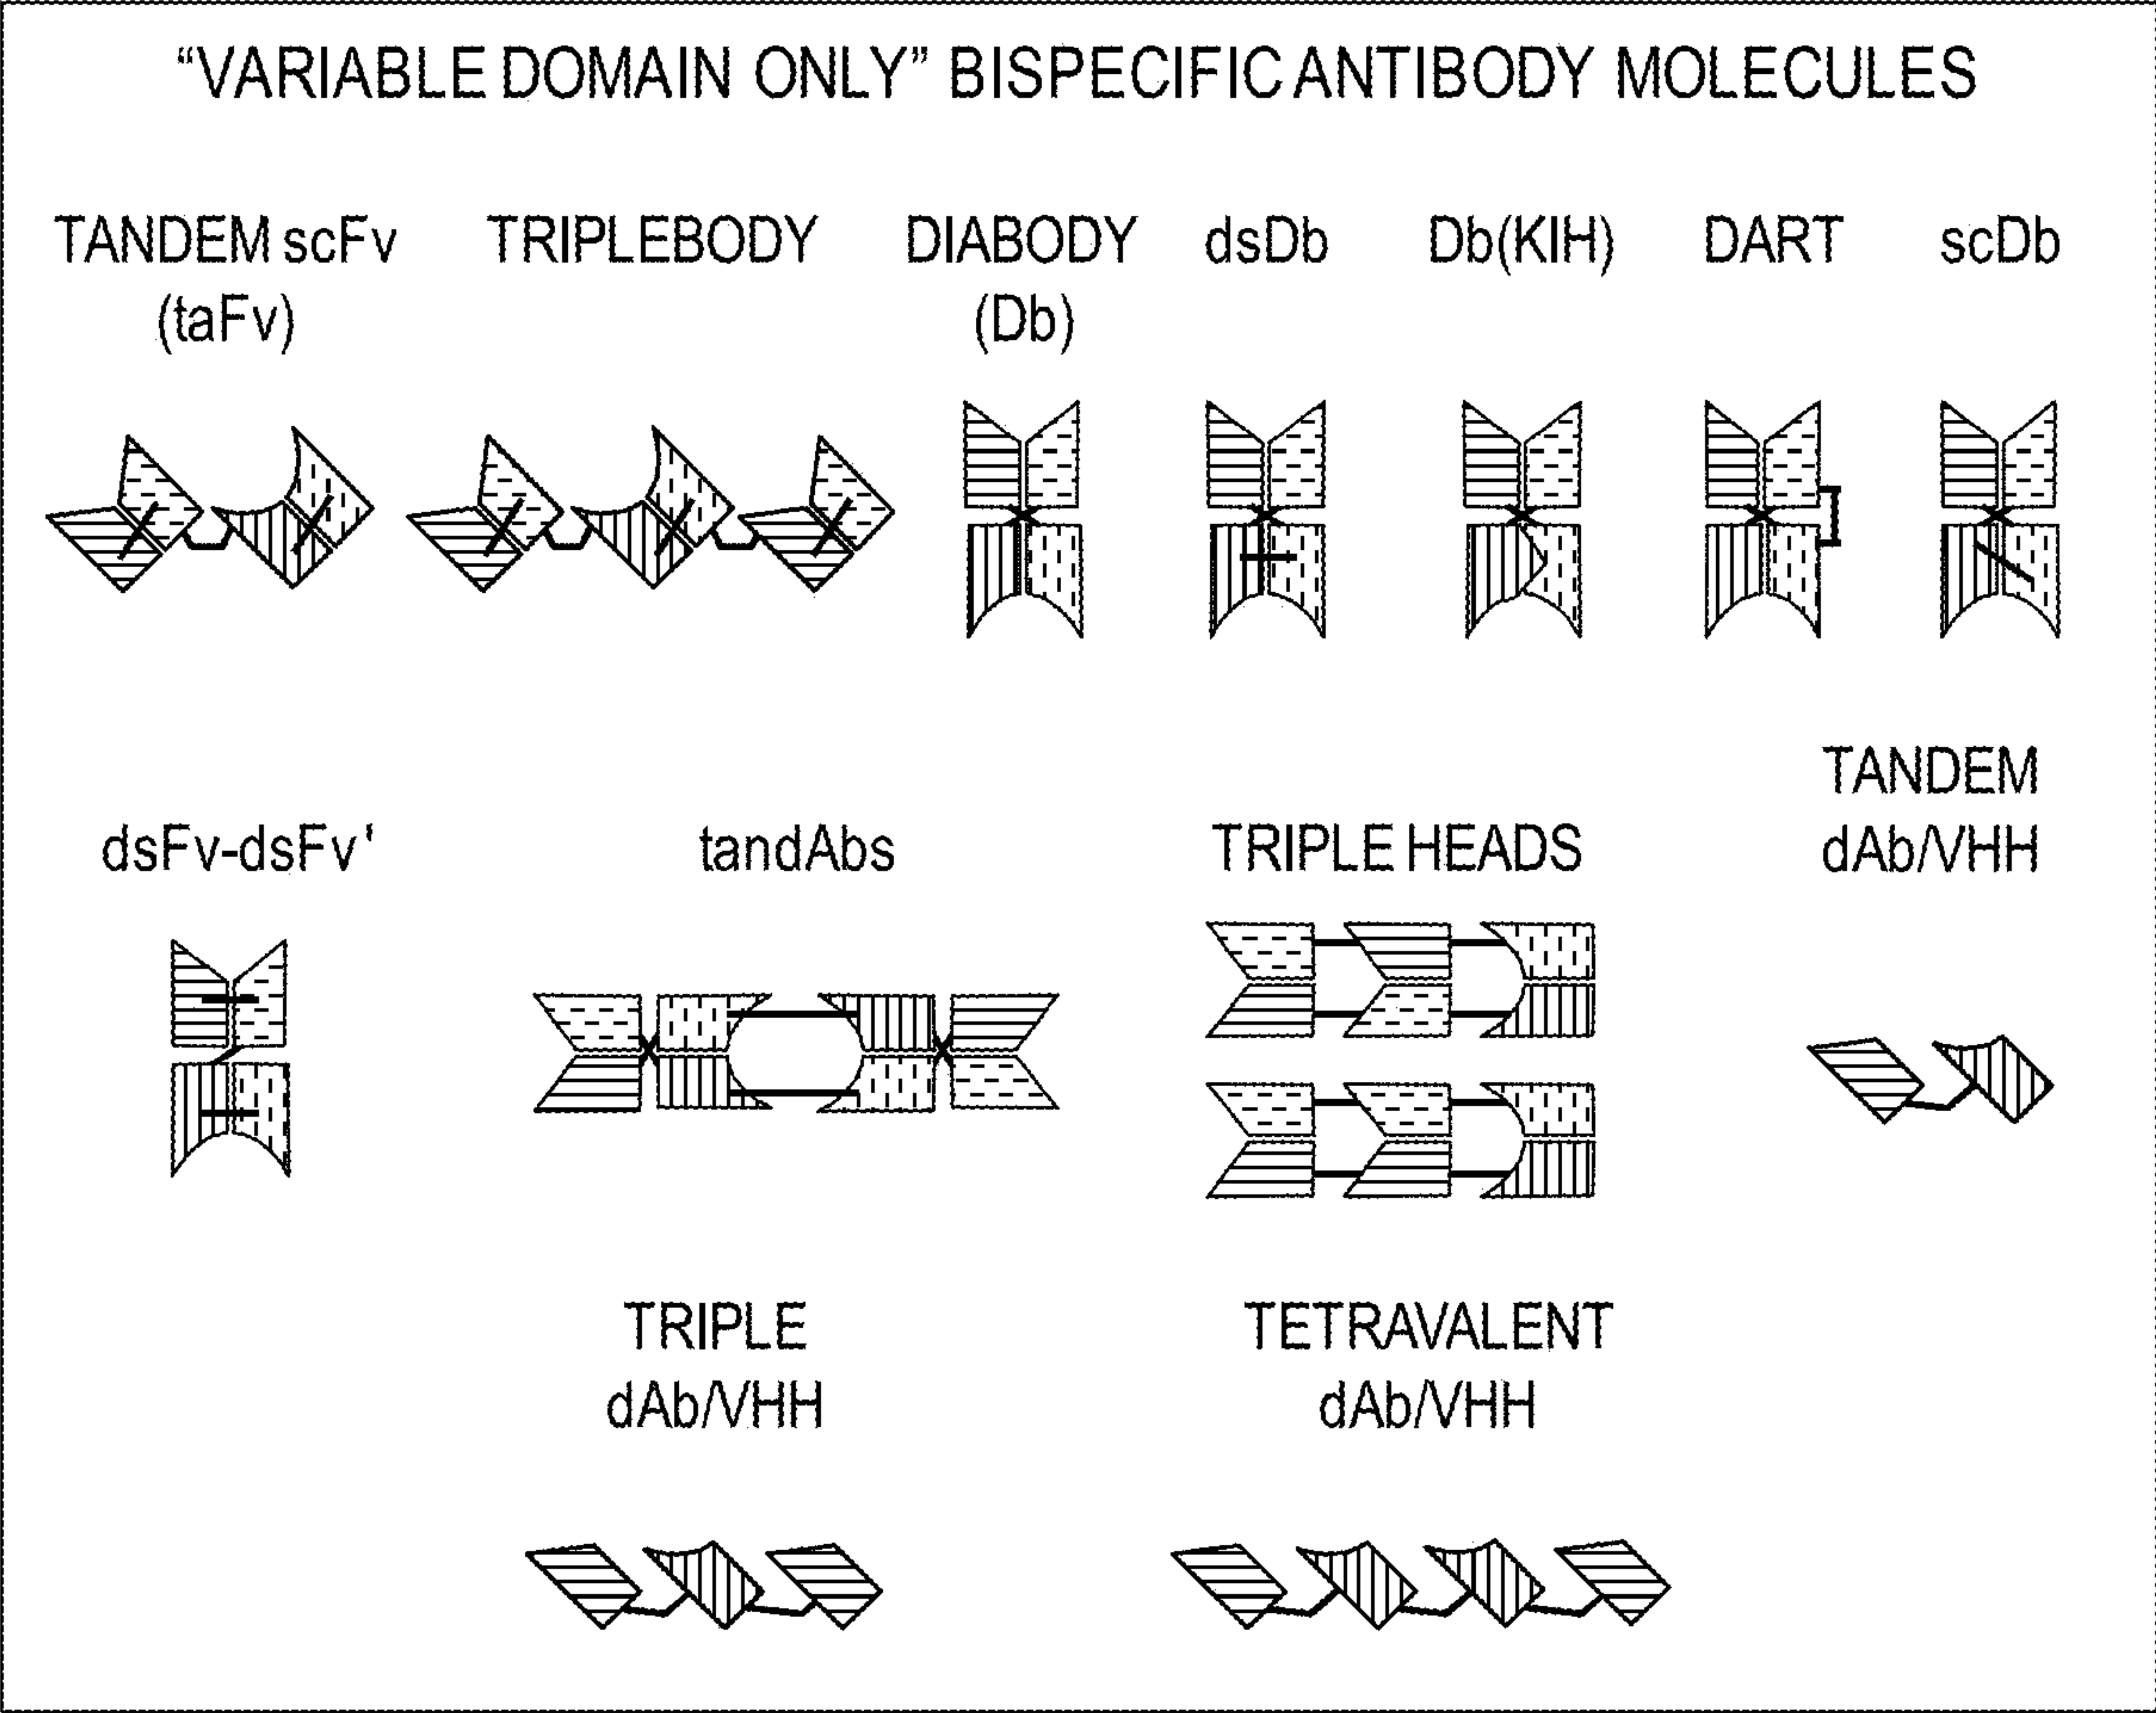 “VARIABLE DOMAIN ONLY” BISPECIFIC ANTIBODY MOLECULES
TANDEM scFv
(taFv)
TRIPLEBODY
DIABODY
(Db)
dsDb
Db(KIH)
DART
scDb
dsFv-dsFv'
tandAbs
TRIPLE HEADS
TANDEM
dAb/VHH
TRIPLE
dAb/VHH
TETRAVALENT
dAb/VHH